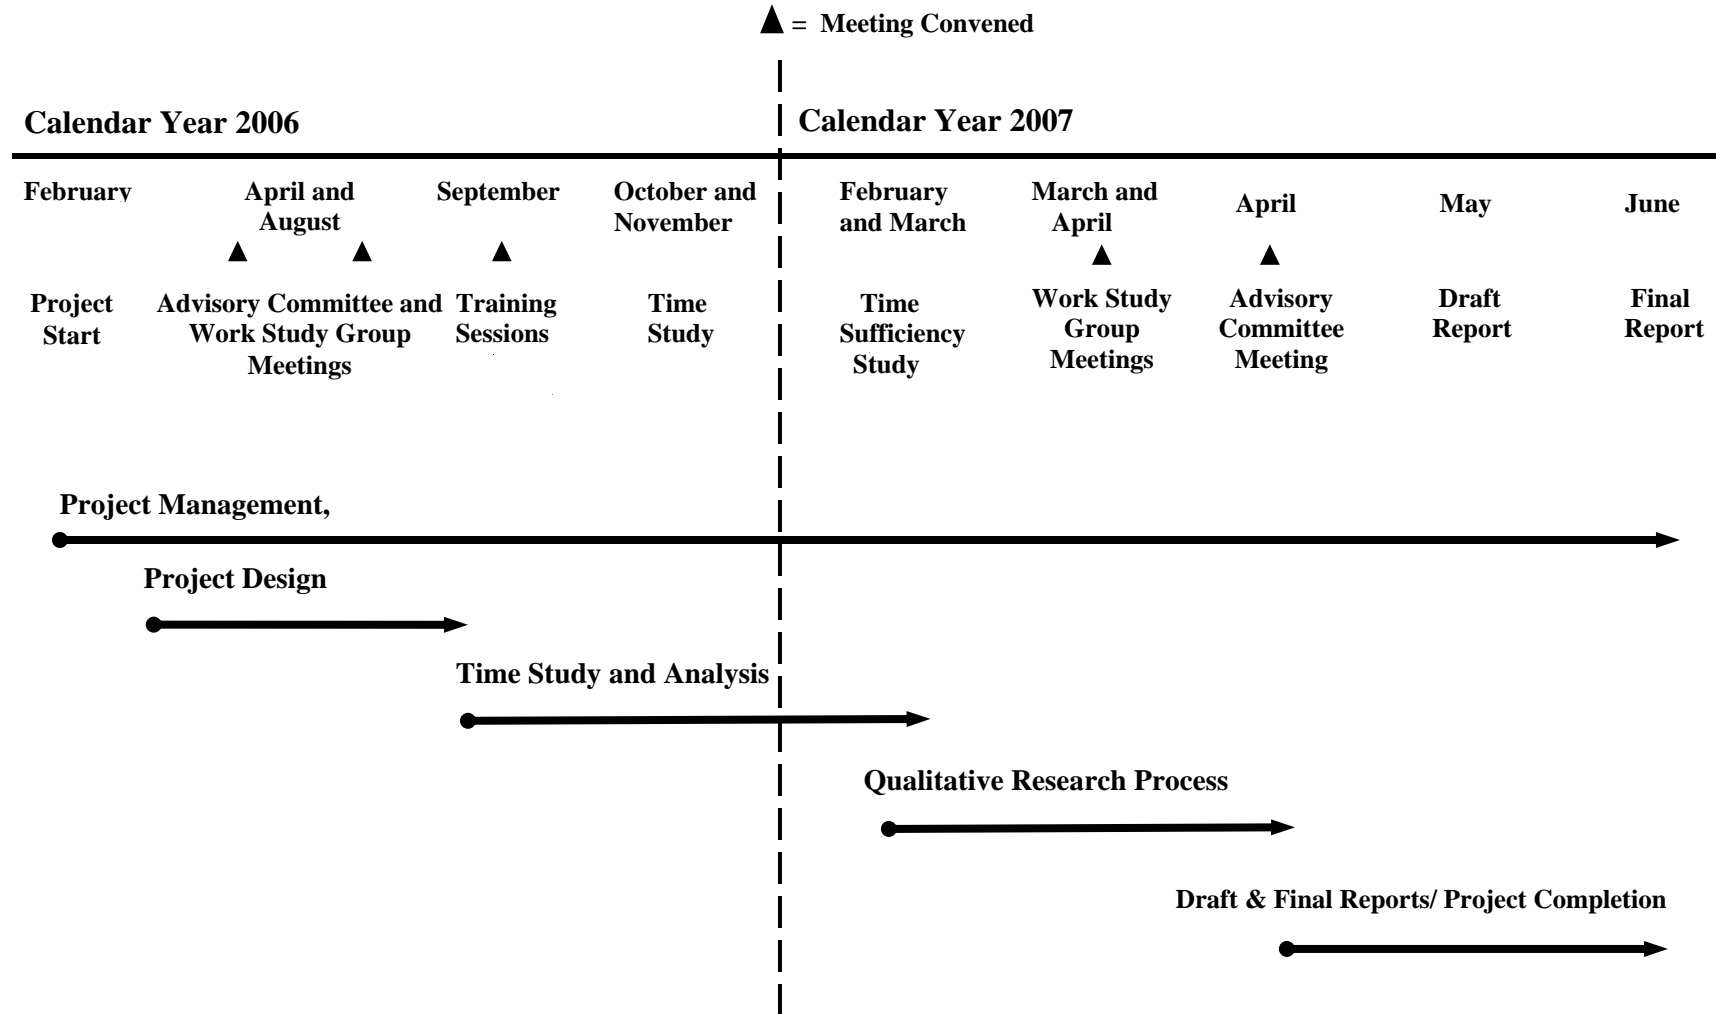 ▲ = Meeting Convened
Calendar Year 2006
Calendar Year 2007
February
April and
August
September
October and
November
February
and March
March and
April
April
May
June
Project
Start
Advisory Committee and
Work Study Group
Meetings
Training
Sessions
Time
Study
Time
Sufficiency
Study
Work Study
Group
Meetings
Advisory
Committee
Meeting
Draft
Report
Final
Report
Project Management,
Project Design
Time Study and Analysis
Qualitative Research Process
Draft & Final Reports/ Project Completion